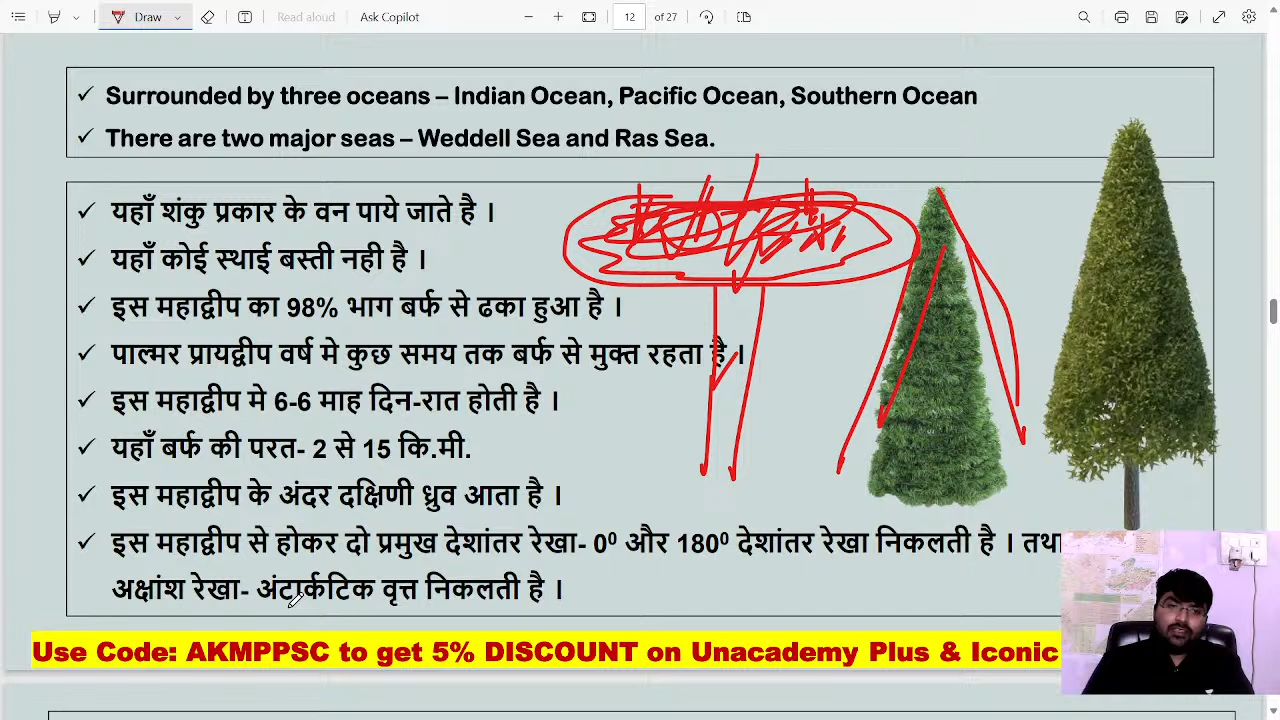 Draw
Read aloud
Ask Copilot
12 of 27
Surrounded by three oceans – Indian Ocean, Pacific Ocean, Southern Ocean
There are two major seas – Weddell Sea and Ras Sea.
यहाँ शंकु प्रकार के वन पाये जाते है ।
यहाँ कोई स्थाई बस्ती नही है ।
इस महाद्वीप का 98% भाग बर्फ से ढका हुआ है ।
पाल्मर प्रायद्वीप वर्ष मे कुछ समय तक बर्फ से मुक्त रहता है ।
इस महाद्वीप मे 6-6 माह दिन-रात होती है ।
यहाँ बर्फ की परत- 2 से 15 कि.मी.
इस महाद्वीप के अंदर दक्षिणी ध्रुव आता है ।
इस महाद्वीप से होकर दो प्रमुख देशांतर रेखा- 0⁰ और 180⁰ देशांतर रेखा निकलती है । तथा
अक्षांश रेखा- अंटार्कटिक वृत्त निकलती है ।
Use Code: AKMPPSC to get 5% DISCOUNT on Unacademy Plus & Iconic